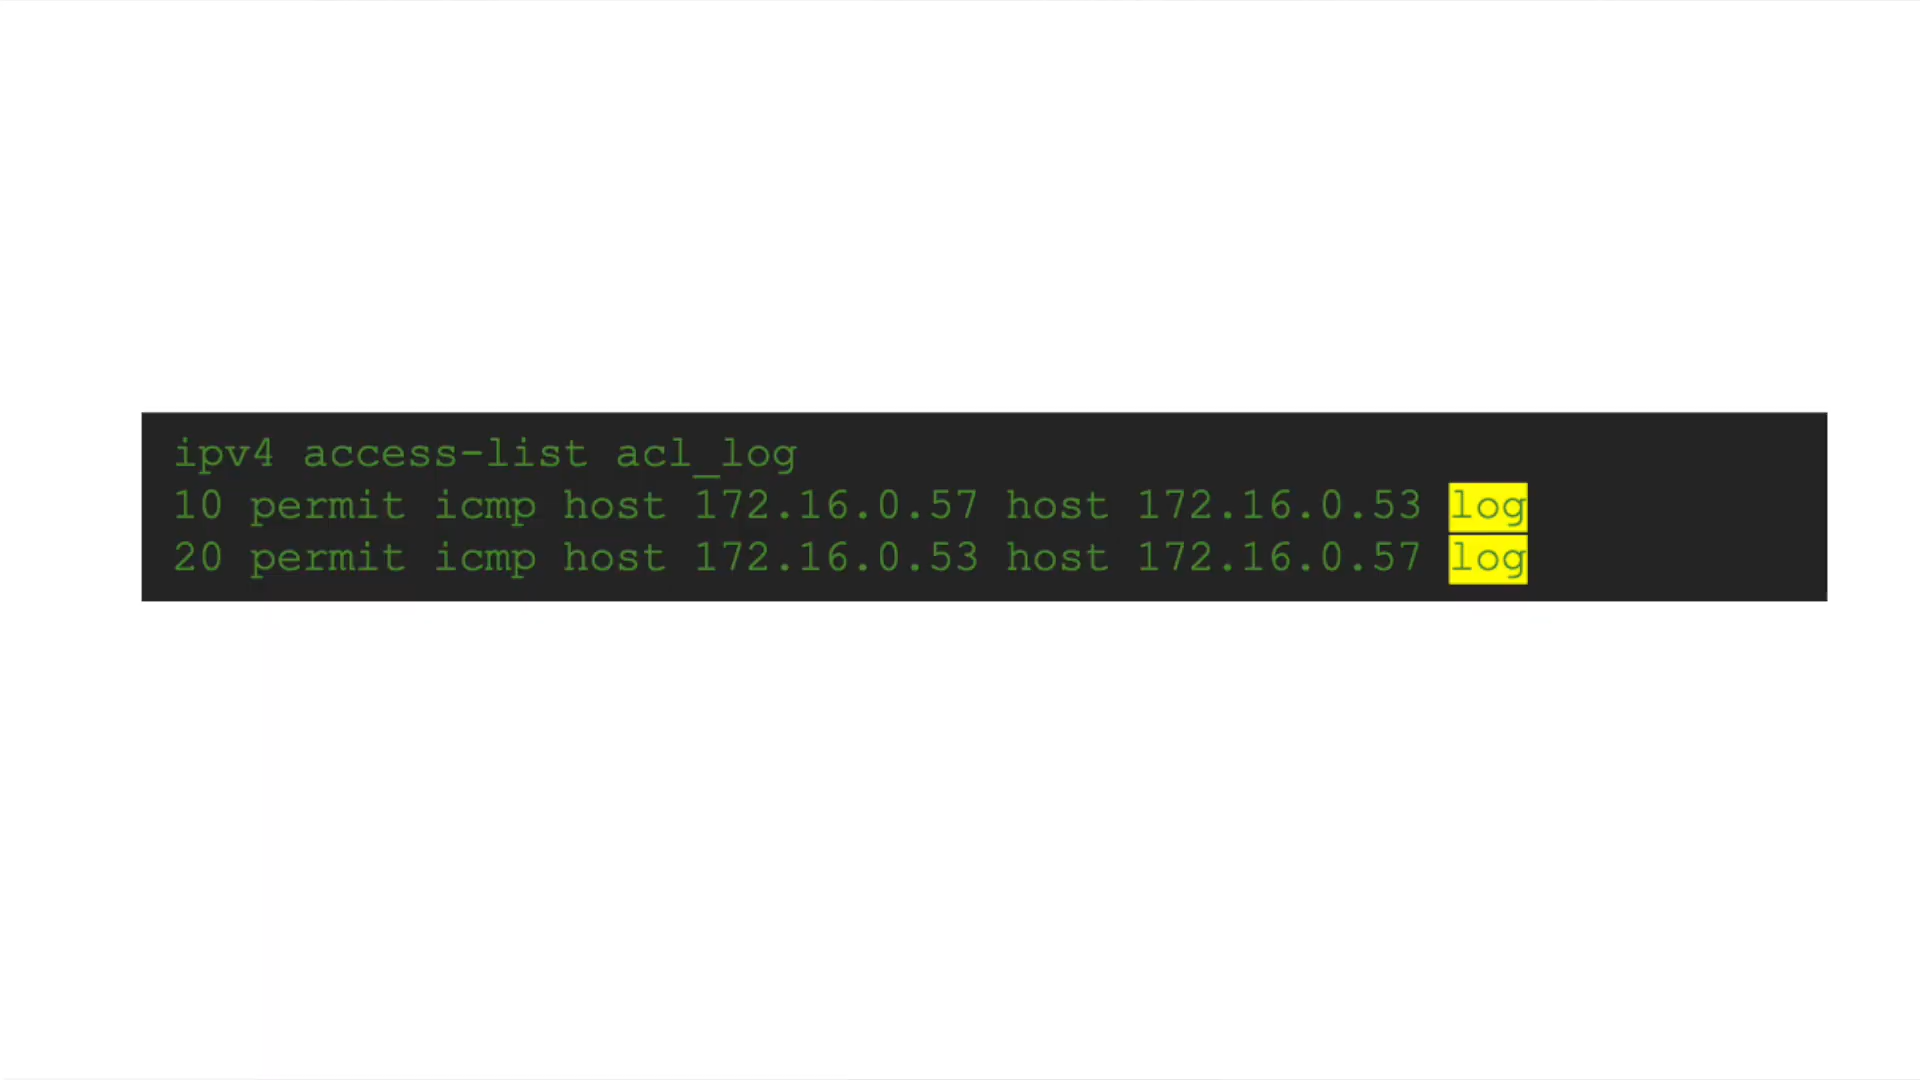 ipv4 access-list acl_log
10 permit icmp host 172.16.0.57 host 172.16.0.53 log
20 permit icmp host 172.16.0.53 host 172.16.0.57 log